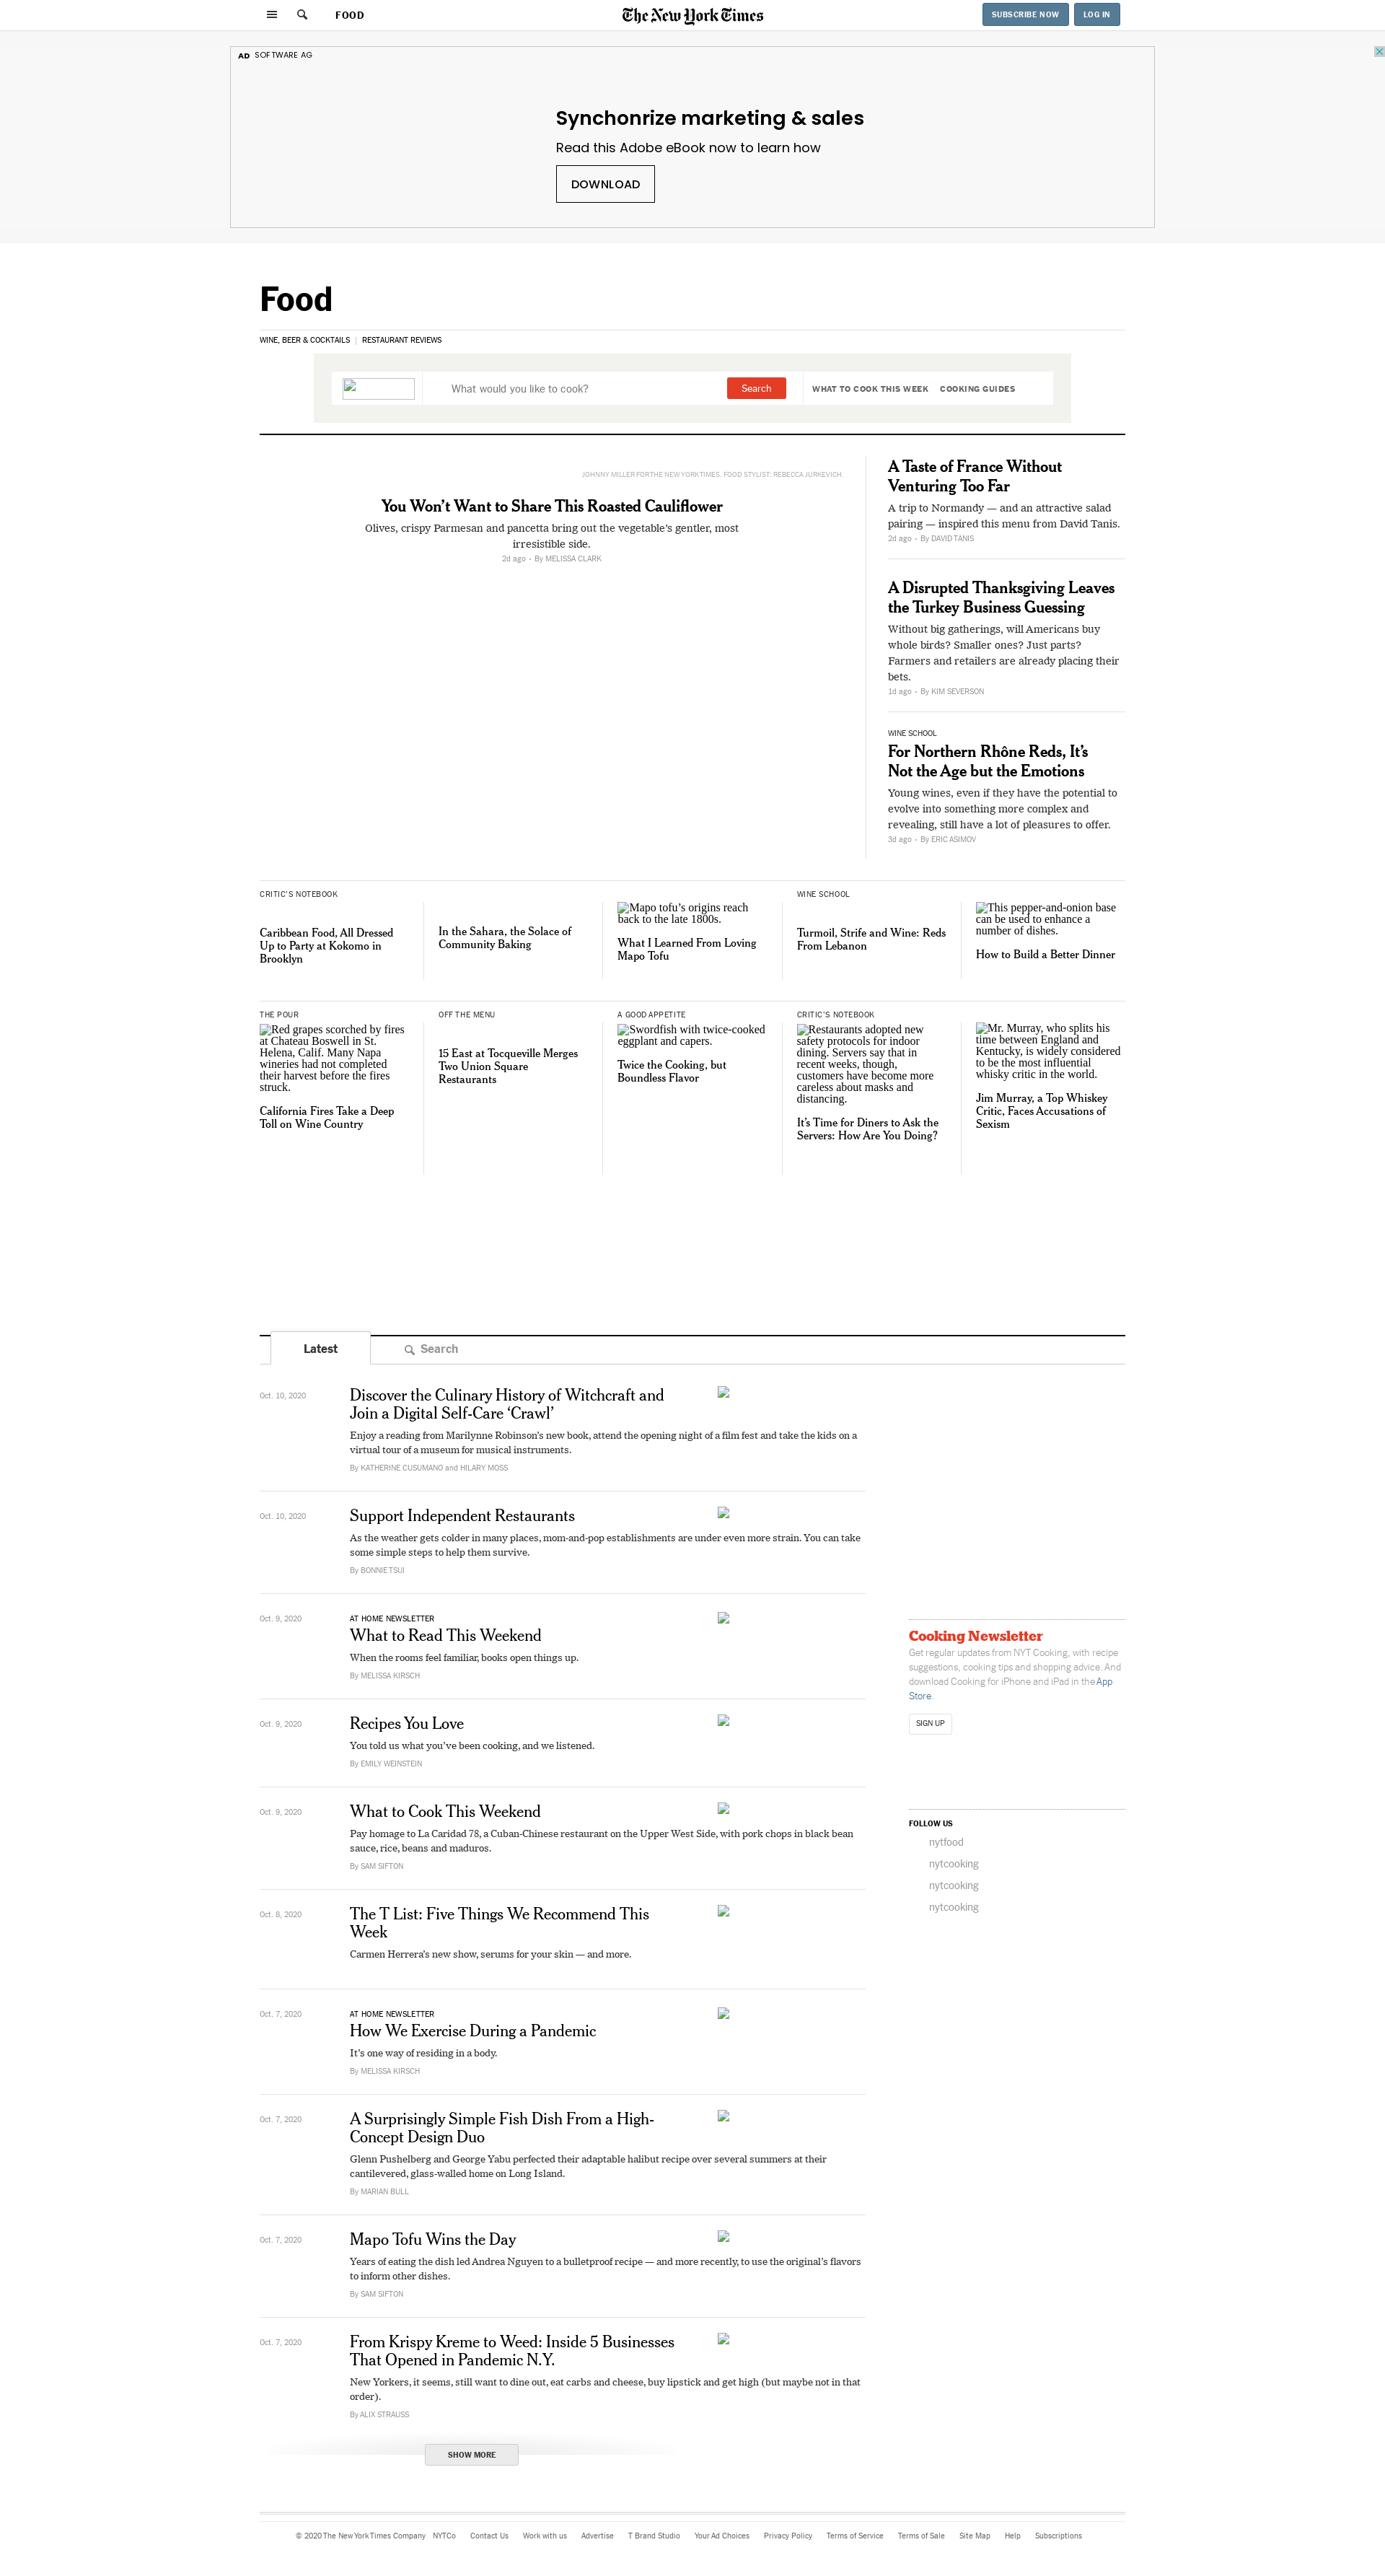 FOOD
The New York Times
SUBSCRIBE NOW
LOG IN
AD SOFTWARE AG
Synchonrize marketing & sales
Read this Adobe eBook now to learn how
DOWNLOAD
Food
WINE, BEER & COCKTAILS
RESTAURANT REVIEWS
What would you like to cook?
Search
WHAT TO COOK THIS WEEK
COOKING GUIDES
JOHNNY MILLER FOR THE NEW YORK TIMES. FOOD STYLIST: REBECCA JURKEVICH.
You Won’t Want to Share This Roasted Cauliflower
Olives, crispy Parmesan and pancetta bring out the vegetable’s gentler, most
irresistible side.
2d ago • By MELISSA CLARK
A Taste of France Without
Venturing Too Far
A trip to Normandy — and an attractive salad
pairing — inspired this menu from David Tanis.
2d ago • By DAVID TANIS
A Disrupted Thanksgiving Leaves
the Turkey Business Guessing
Without big gatherings, will Americans buy
whole birds? Smaller ones? Just parts?
Farmers and retailers are already placing their
bets.
1d ago • By KIM SEVERSON
WINE SCHOOL
For Northern Rhône Reds, It’s
Not the Age but the Emotions
Young wines, even if they have the potential to
evolve into something more complex and
revealing, still have a lot of pleasures to offer.
3d ago • By ERIC ASIMOV
CRITIC’S NOTEBOOK
Caribbean Food, All Dressed
Up to Party at Kokomo in
Brooklyn
In the Sahara, the Solace of
Community Baking
Mapo tofu’s origins reach
back to the late 1800s.
What I Learned From Loving
Mapo Tofu
WINE SCHOOL
Turmoil, Strife and Wine: Reds
From Lebanon
This pepper-and-onion base
can be used to enhance a
number of dishes.
How to Build a Better Dinner
THE POUR
Red grapes scorched by fires
at Chateau Boswell in St.
Helena, Calif. Many Napa
wineries had not completed
their harvest before the fires
struck.
California Fires Take a Deep
Toll on Wine Country
OFF THE MENU
15 East at Tocqueville Merges
Two Union Square
Restaurants
A GOOD APPETITE
Swordfish with twice-cooked
eggplant and capers.
Twice the Cooking, but
Boundless Flavor
CRITIC’S NOTEBOOK
Restaurants adopted new
safety protocols for indoor
dining. Servers say that in
recent weeks, though,
customers have become more
careless about masks and
distancing.
It’s Time for Diners to Ask the
Servers: How Are You Doing?
Mr. Murray, who splits his
time between England and
Kentucky, is widely considered
to be the most influential
whisky critic in the world.
Jim Murray, a Top Whiskey
Critic, Faces Accusations of
Sexism
Latest
Search
Oct. 10, 2020
Discover the Culinary History of Witchcraft and
Join a Digital Self-Care ‘Crawl’
Enjoy a reading from Marilynne Robinson’s new book, attend the opening night of a film fest and take the kids on a
virtual tour of a museum for musical instruments.
By KATHERINE CUSUMANO and HILARY MOSS
Oct. 10, 2020
Support Independent Restaurants
As the weather gets colder in many places, mom-and-pop establishments are under even more strain. You can take
some simple steps to help them survive.
By BONNIE TSUI
Oct. 9, 2020
AT HOME NEWSLETTER
What to Read This Weekend
When the rooms feel familiar, books open things up.
By MELISSA KIRSCH
Oct. 9, 2020
Recipes You Love
You told us what you’ve been cooking, and we listened.
By EMILY WEINSTEIN
Oct. 9, 2020
What to Cook This Weekend
Pay homage to La Caridad 78, a Cuban-Chinese restaurant on the Upper West Side, with pork chops in black bean
sauce, rice, beans and maduros.
By SAM SIFTON
Oct. 8, 2020
The T List: Five Things We Recommend This
Week
Carmen Herrera’s new show, serums for your skin — and more.
Oct. 7, 2020
AT HOME NEWSLETTER
How We Exercise During a Pandemic
It’s one way of residing in a body.
By MELISSA KIRSCH
Oct. 7, 2020
A Surprisingly Simple Fish Dish From a High-
Concept Design Duo
Glenn Pushelberg and George Yabu perfected their adaptable halibut recipe over several summers at their
cantilevered, glass-walled home on Long Island.
By MARIAN BULL
Oct. 7, 2020
Mapo Tofu Wins the Day
Years of eating the dish led Andrea Nguyen to a bulletproof recipe — and more recently, to use the original’s flavors
to inform other dishes.
By SAM SIFTON
Oct. 7, 2020
From Krispy Kreme to Weed: Inside 5 Businesses
That Opened in Pandemic N.Y.
New Yorkers, it seems, still want to dine out, eat carbs and cheese, buy lipstick and get high (but maybe not in that
order).
By ALIX STRAUSS
SHOW MORE
Cooking Newsletter
Get regular updates from NYT Cooking, with recipe
suggestions, cooking tips and shopping advice. And
download Cooking for iPhone and iPad in the App
Store.
SIGN UP
FOLLOW US
nytfood
nytcooking
nytcooking
nytcooking
© 2020 The New York Times Company NYTCo Contact Us Work with us Advertise T Brand Studio Your Ad Choices Privacy Policy Terms of Service Terms of Sale Site Map Help Subscriptions